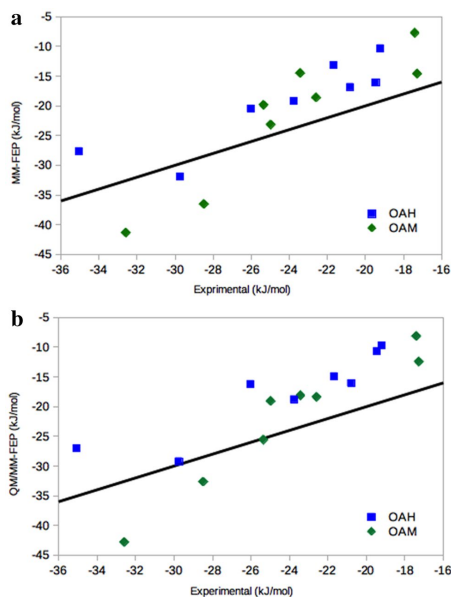 a
-5
-10
-15
-20
-25
-30
-35
-40
-45
MM-FEP (kJ/mol)
OAH
OAM
-36 -34 -32 -30 -28 -26 -24 -22 -20 -18 -16
Exprimental (kJ/mol)
b
-5
-10
-15
-20
-25
-30
-35
-40
-45
QM/MM-FEP (kJ/mol)
OAH
OAM
-36 -34 -32 -30 -28 -26 -24 -22 -20 -18 -16
Experimental (kJ/mol)